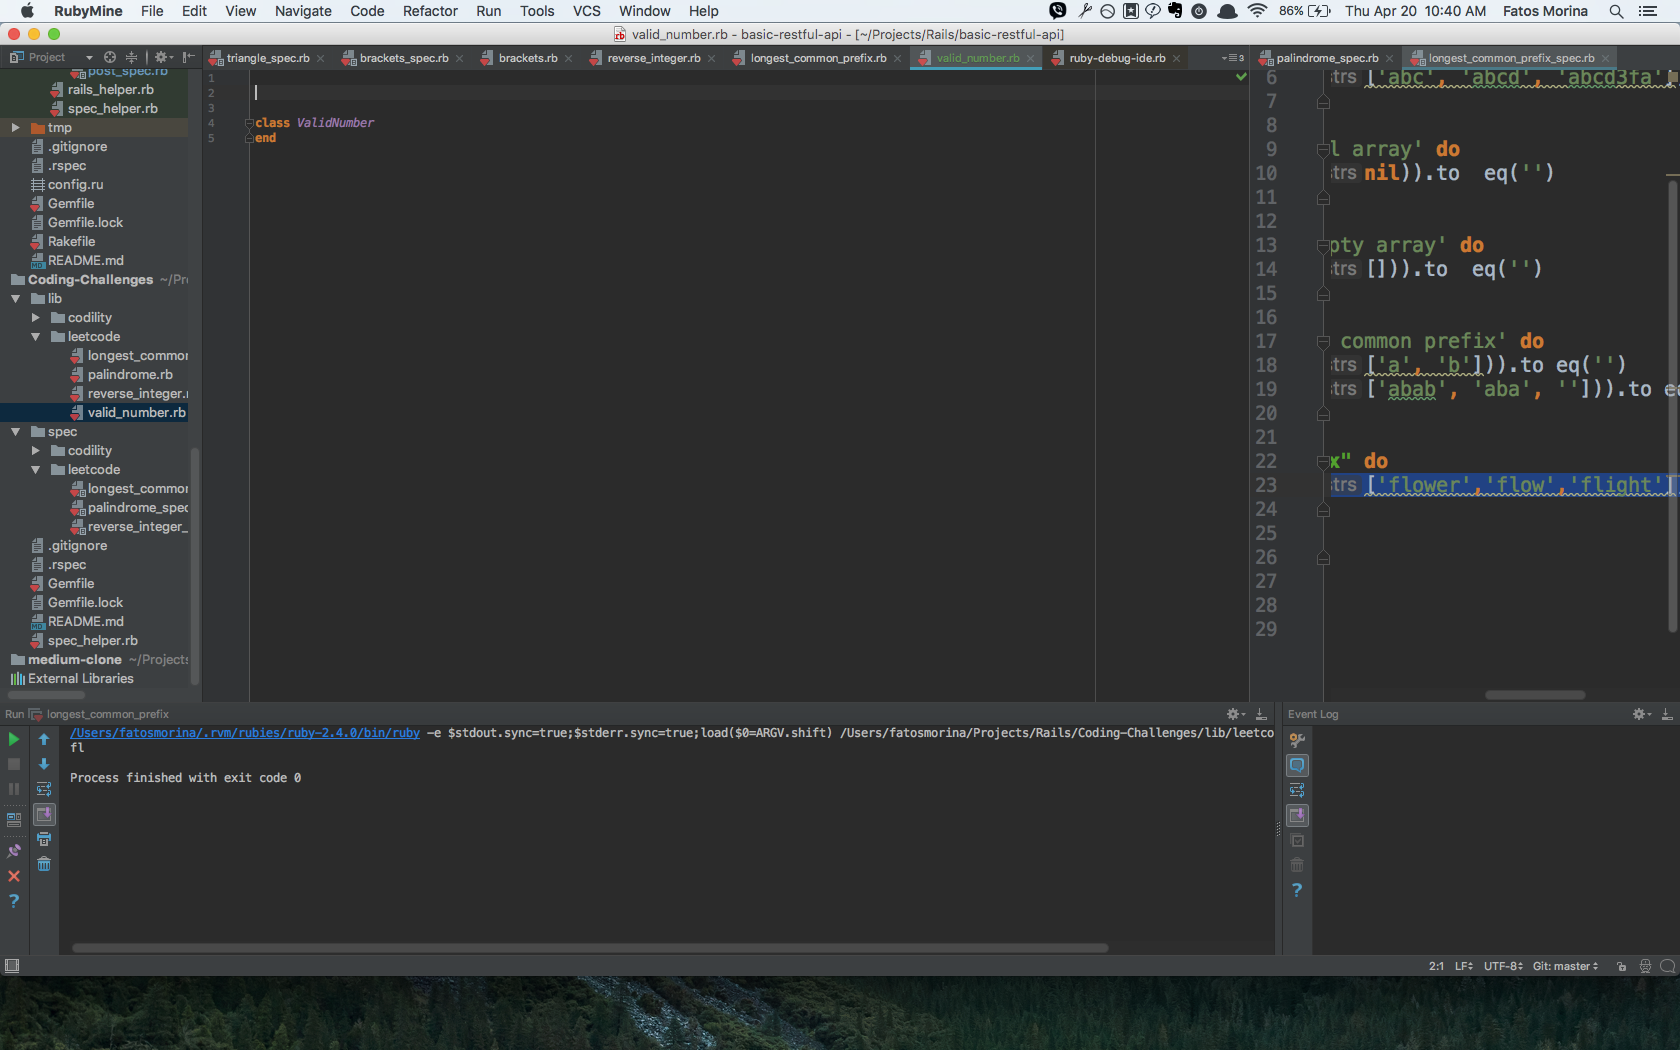 RubyMine File Edit View Navigate Code Refactor Run Tools VCS Window Help 86% Thu Apr 20 10:40 AM Fatos Morina
valid_number.rb - basic-restful-api - [~/Projects/Rails/basic-restful-api]
Project
triangle_spec.rb brackets_spec.rb brackets.rb reverse_integer.rb longest_common_prefix.rb valid_number.rb ruby-debug-ide.rb 3 palindrome_spec.rb longest_common_prefix_spec.rb
post_spec.rb
rails_helper.rb
spec_helper.rb
tmp
.gitignore
.rspec
config.ru
Gemfile
Gemfile.lock
Rakefile
README.md
Coding-Challenges ~/Pr
lib
codility
leetcode
longest_common
palindrome.rb
reverse_integer.r
valid_number.rb
spec
codility
leetcode
longest_common
palindrome_spec
reverse_integer_
.gitignore
.rspec
Gemfile
Gemfile.lock
README.md
spec_helper.rb
medium-clone ~/Projects
External Libraries
1
2
3
4 class ValidNumber
5 end
6 strs ['abc', 'abcd', 'abcd3fa']
7
8
9 l array' do
10 strs nil)).to eq('')
11
12
13 pty array' do
14 strs [])).to eq('')
15
16
17 common prefix' do
18 strs ['a', 'b'])).to eq('')
19 strs ['abab', 'aba', ''])).to e
20
21
22 x" do
23 strs ['flower','flow','flight']
24
25
26
27
28
29
Run longest_common_prefix
/Users/fatosmorina/.rvm/rubies/ruby-2.4.0/bin/ruby -e $stdout.sync=true;$stderr.sync=true;load($0=ARGV.shift) /Users/fatosmorina/Projects/Rails/Coding-Challenges/lib/leetco
fl
Process finished with exit code 0
Event Log
2:1 LF UTF-8 Git: master